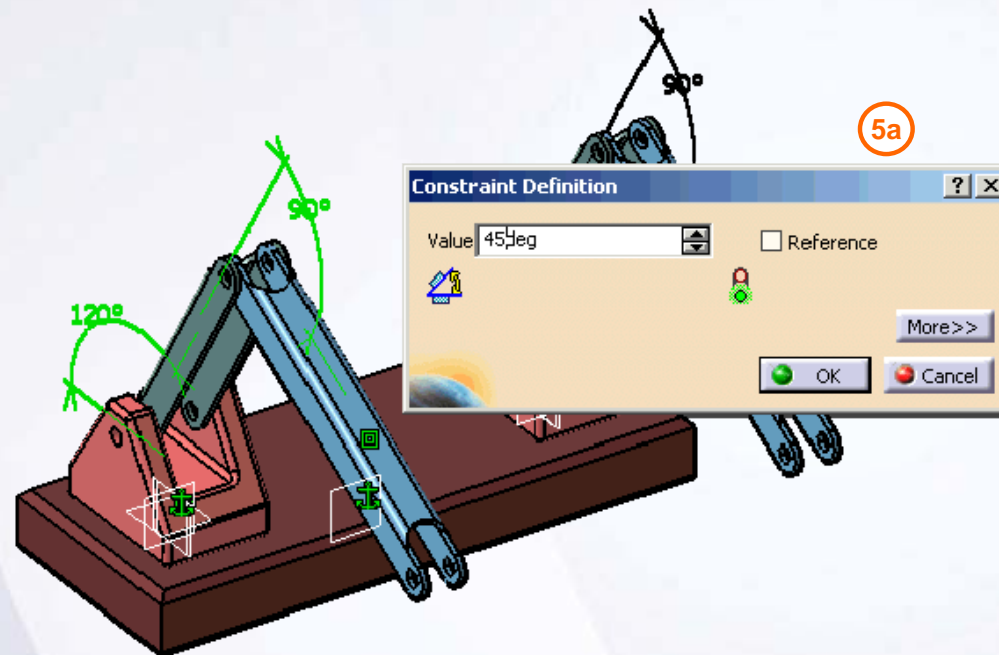 90°
5a
Constraint Definition
? X
90°
Value 45deg
Reference
120°
More>>
OK
Cancel